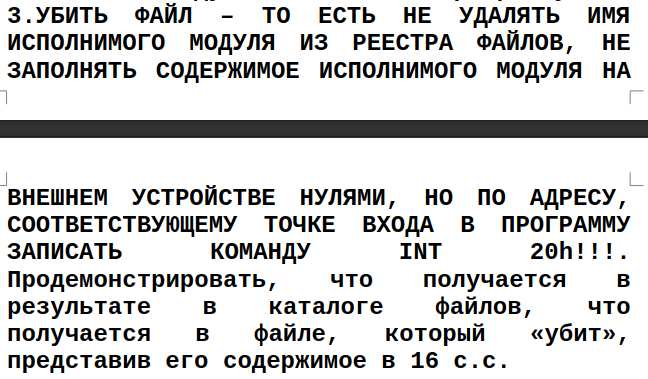 3.УБИТЬ ФАЙЛ – ТО ЕСТЬ НЕ УДАЛЯТЬ ИМЯ
ИСПОЛНИМОГО МОДУЛЯ ИЗ РЕЕСТРА ФАЙЛОВ, НЕ
ЗАПОЛНЯТЬ СОДЕРЖИМОЕ ИСПОЛНИМОГО МОДУЛЯ НА
ВНЕШНЕМ УСТРОЙСТВЕ НУЛЯМИ, НО ПО АДРЕСУ,
СООТВЕТСТВУЮЩЕМУ ТОЧКЕ ВХОДА В ПРОГРАММУ
ЗАПИСАТЬ КОМАНДУ INT 20h!!!.
Продемонстрировать, что получается в
результате в каталоге файлов, что
получается в файле, который «убит»,
представив его содержимое в 16 с.с.